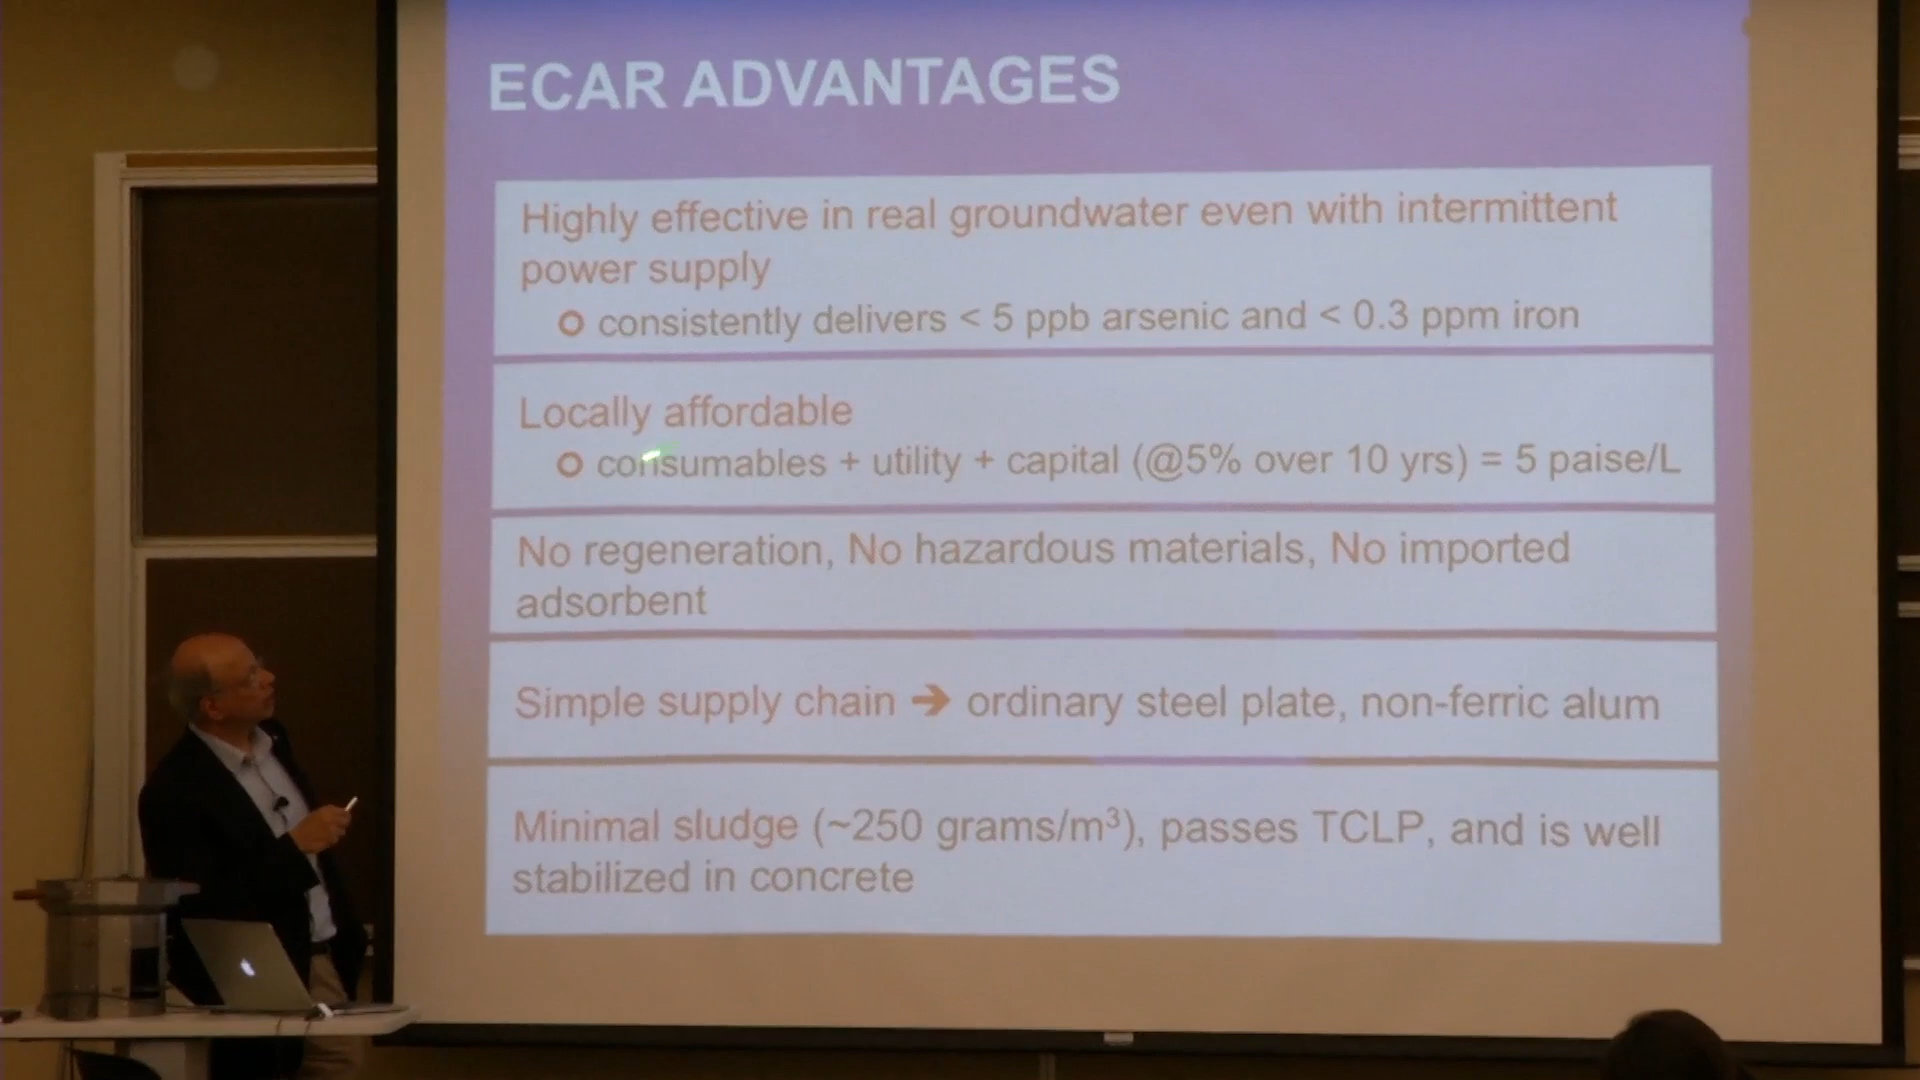 ECAR ADVANTAGES
Highly effective in real groundwater even with intermittent
power supply
consistently delivers < 5 ppb arsenic and < 0.3 ppm iron
Locally affordable
consumables + utility + capital (@5% over 10 yrs) = 5 paise/L
No regeneration, No hazardous materials, No imported
adsorbent
Simple supply chain → ordinary steel plate, non-ferric alum
Minimal sludge (~250 grams/m³), passes TCLP, and is well
stabilized in concrete